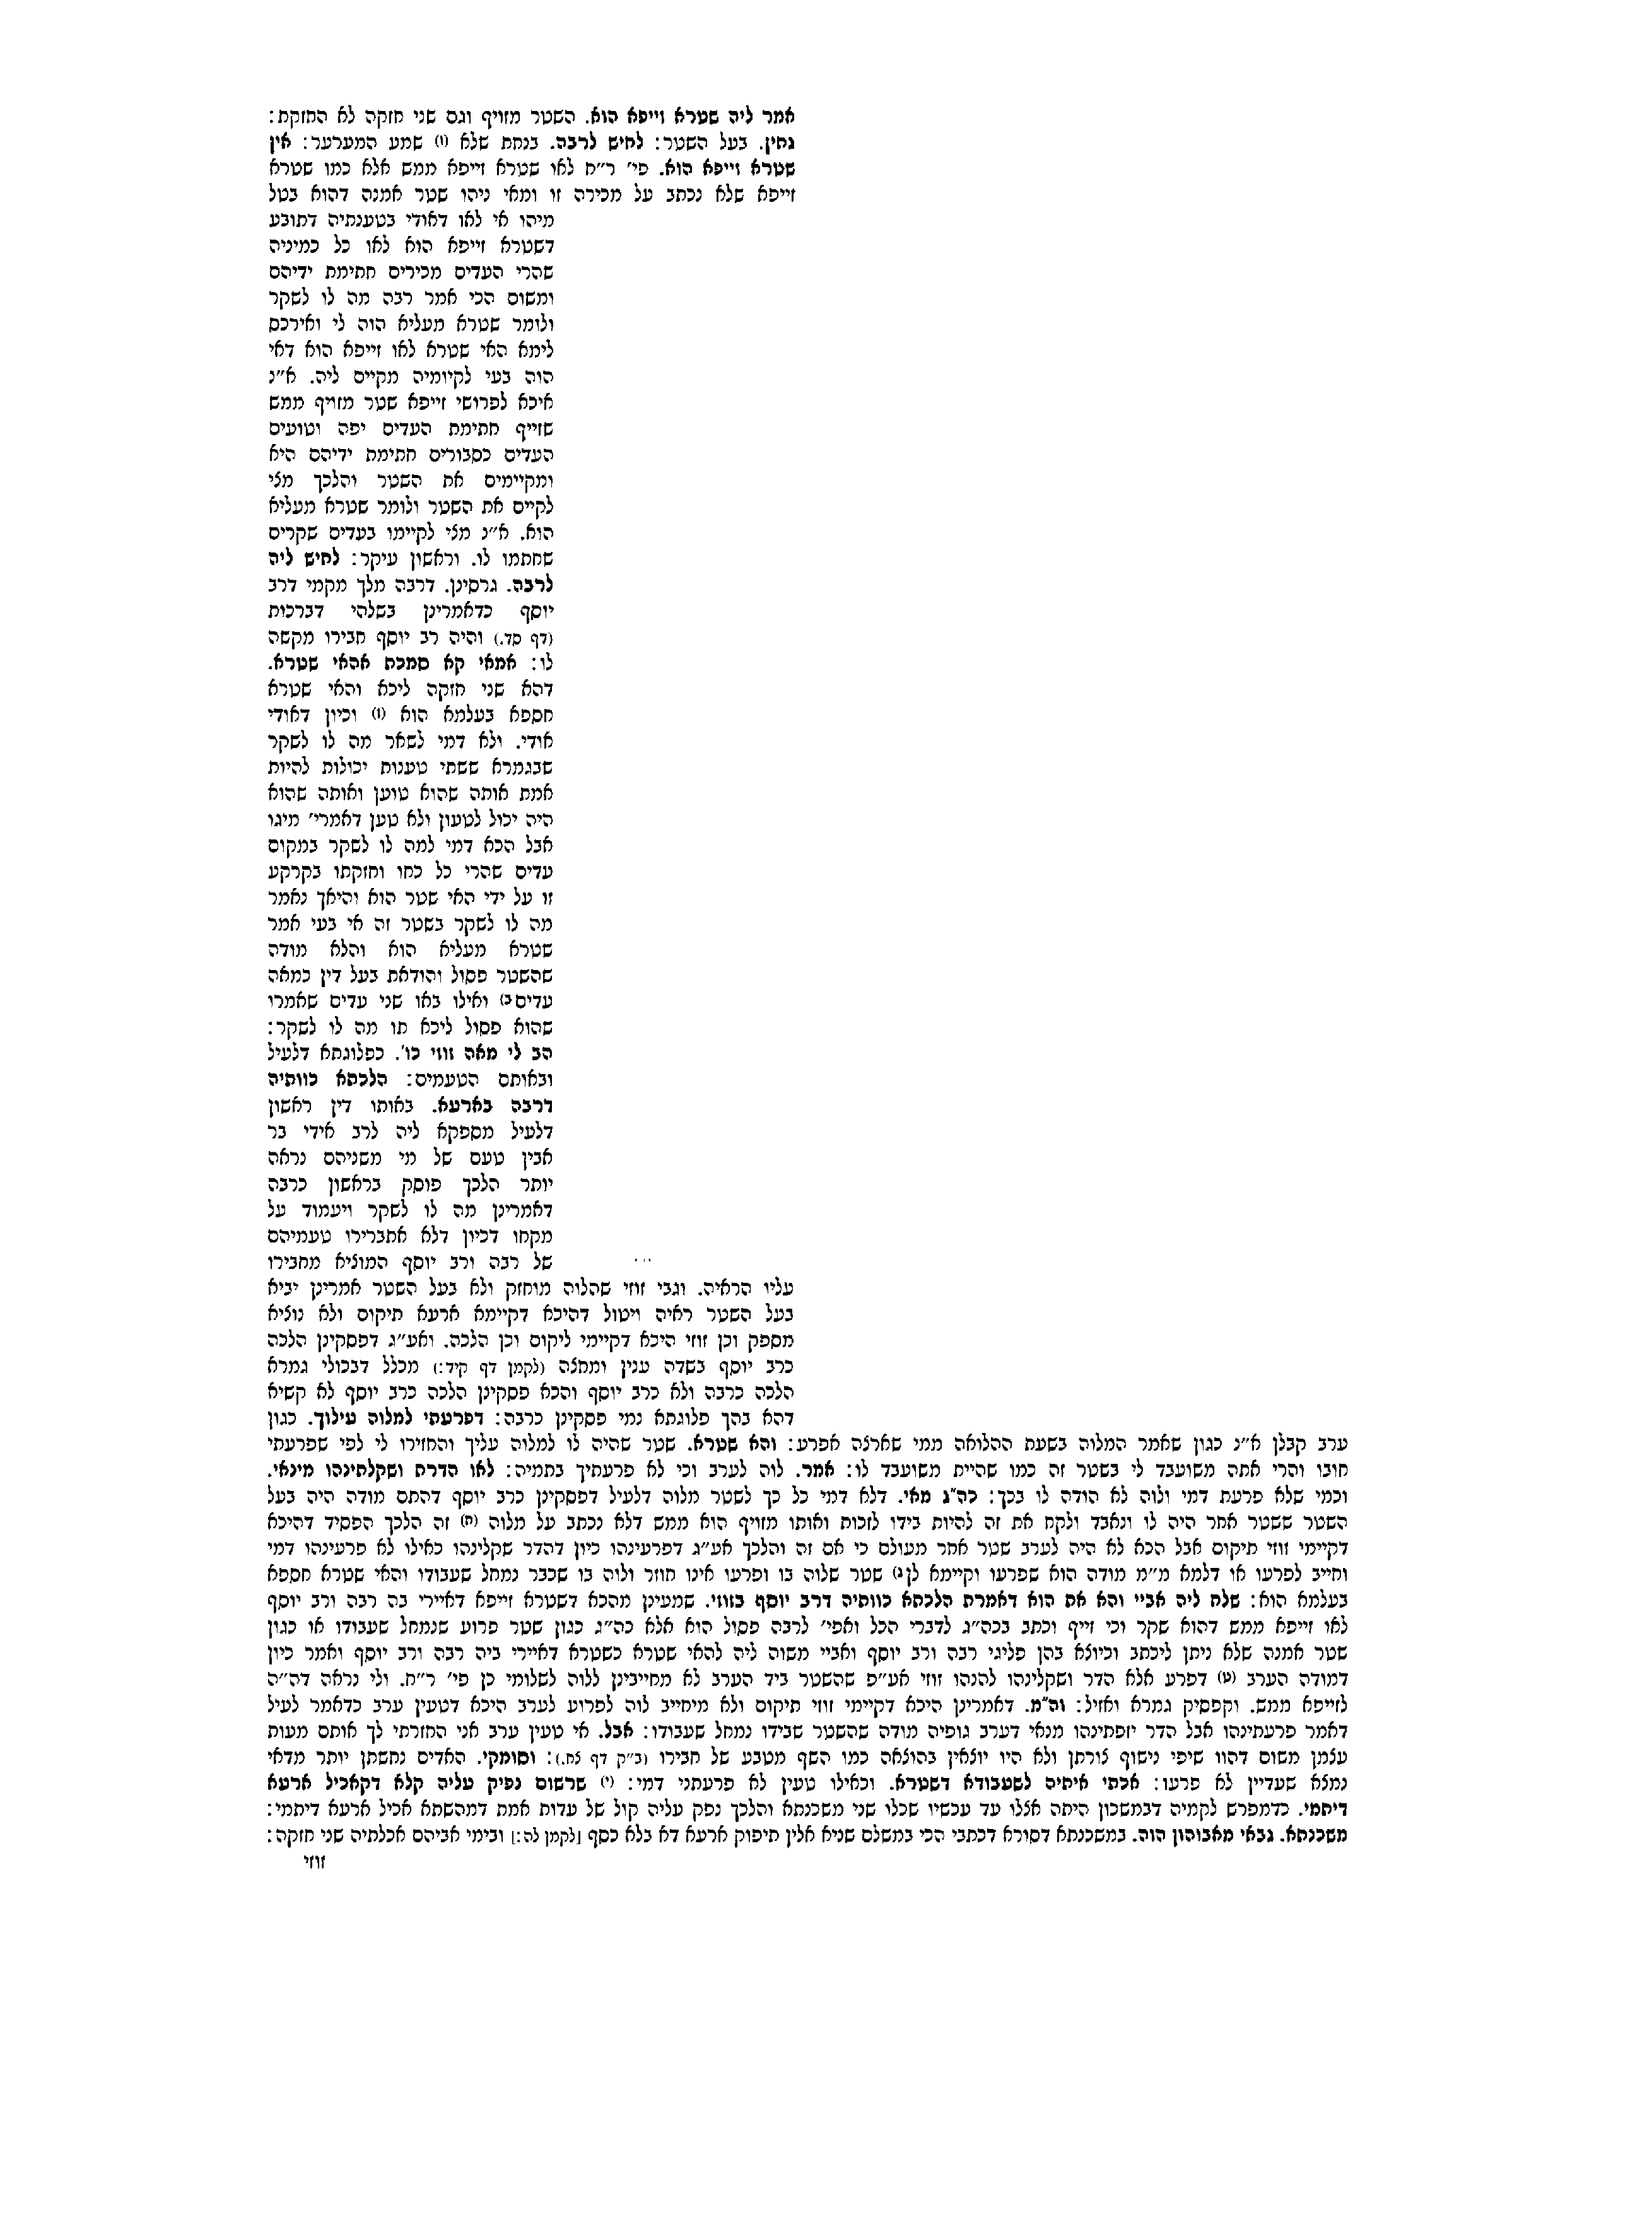 אמר ליה שטרא זייפא הוא. השטר מזויף וגם שני חזקה לא החזקת:
גחין. בעל השטר: לחיש לרבה. בנחת שלא (ו) שמע המערער: אין
שטרא זייפא הוא. פי׳ ר״ח לאו שטרא זייפא ממש אלא כמו שטרא
זייפא שלא נכתב על מכירה זו ומאי ניהו שטר אמנה דהוא בטל
מיהו אי לאו דאודי בטענתיה דתובע
דשטרא זייפא הוא לאו כל כמיניה
שהרי העדים מכירים חתימת ידיהם
ומשום הכי אמר רבה מה לו לשקר
ולומר שטרא מעליא הוה לי ואירכס
לימא האי שטרא לאו זייפא הוא דאי
הוה בעי לקיומיה מקיים ליה. א״נ
איכא לפרושי זייפא שטר מזויף ממש
שזייף חתימת העדים יפה וטועים
העדים כסבורים חתימת ידיהם היא
ומקיימים את השטר והלכך מצי
לקיים את השטר ולומר שטרא מעליא
הוא. א״נ מצי לקיימו בעדים שקרים
שחתמו לו. וראשון עיקר: לחיש ליה
לרבה. גרסינן. דרבה מלך מקמי דרב
יוסף כדאמרינן בשלהי דברכות
(דף סד.) והיה רב יוסף חבירו מקשה
לו: אמאי קא סמכת אהאי שטרא.
דהא שני חזקה ליכא והאי שטרא
חספא בעלמא הוא (ז) וכיון דאודי
אודי. ולא דמי לשאר מה לו לשקר
שבגמרא ששתי טענות יכולות להיות
אמת אותה שהוא טוען ואותה שהוא
היה יכול לטעון ולא טען דאמרי׳ מיגו
אבל הכא דמי למה לו לשקר במקום
עדים שהרי כל כחו וחזקתו בקרקע
זו על ידי האי שטר הוא והיאך נאמר
מה לו לשקר בשטר זה אי בעי אמר
שטרא מעליא הוא והלא מודה
שהשטר פסול והודאת בעל דין כמאה
עדים ב) ואילו באו שני עדים שאמרו
שהוא פסול ליכא תו מה לו לשקר:
הב לי מאה זוזי כו׳. כפלוגתא דלעיל
ובאותם הטעמים: הלכתא כוותיה
דרבה בארעא. באותו דין ראשון
דלעיל מספקא ליה לרב אידי בר
אבין טעם של מי משניהם נראה
יותר הלכך פוסק בראשון כרבה
דאמרינן מה לו לשקר ויעמוד על
מקחו דכיון דלא אתברירו טעמיהם
של רבה ורב יוסף המוציא מחבירו
עליו הראיה. וגבי זוזי שהלוה מוחזק ולא בעל השטר אמרינן יביא
בעל השטר ראיה ויטול דהיכא דקיימא ארעא תיקום ולא נוציא
מספק וכן זוזי היכא דקיימי ליקום וכן הלכה. ואע״ג דפסקינן הלכה
כרב יוסף בשדה ענין ומחצה (לקמן דף קיד:) מכלל דבכולי גמרא
הלכה כרבה ולא כרב יוסף והכא פסקינן הלכה כרב יוסף לא קשיא
דהא בהך פלוגתא נמי פסקינן כרבה: דפרעתי למלוה עילוך. כגון
ערב קבלן א״נ כגון שאמר המלוה בשעת ההלואה ממי שארצה אפרע: והא שטרא. שטר שהיה לו למלוה עליך והחזירו לי לפי שפרעתי
חובו והרי אתה משועבד לי בשטר זה כמו שהיית משועבד לו: אמר. לוה לערב וכי לא פרעתיך בתמיה: לאו הדרת ושקלתינהו מינאי.
וכמי שלא פרעת דמי ולוה לא הודה לו בכך: כה״ג מאי. דלא דמי כל כך לשטר מלוה דלעיל דפסקינן כרב יוסף דהתם מודה היה בעל
השטר ששטר אחר היה לו ונאבד ולקח את זה להיות בידו לזכות ואותו מזויף הוא ממש דלא נכתב על מלוה (ח) זה הלכך הפסיד דהיכא
דקיימי זוזי תיקום אבל הכא לא היה לערב שטר אחר מעולם כי אם זה והלכך אע״ג דפרעינהו כיון דהדר שקלינהו כאילו לא פרעינהו דמי
וחייב לפרעו או דלמא מ״מ מודה הוא שפרעו וקיימא לן ג) שטר שלוה בו ופרעו אינו חוזר ולוה בו שכבר נמחל שעבודו והאי שטרא חספא
בעלמא הוא: שלח ליה אביי והא את הוא דאמרת הלכתא כוותיה דרב יוסף בזוזי. שמעינן מהכא דשטרא זייפא דאיירי בה רבה ורב יוסף
לאו זייפא ממש דהוא שקר וכי זייף וכתב בכה״ג לדברי הכל ואפי׳ לרבה פסול הוא אלא כה״ג כגון שטר פרוע שנמחל שעבודו או כגון
שטר אמנה שלא ניתן ליכתב וכיוצא בהן פליגי רבה ורב יוסף ואביי משוה ליה להאי שטרא כשטרא דאיירי ביה רבה ורב יוסף ואמר כיון
דמודה הערב (ט) דפרע אלא הדר ושקלינהו להנהו זוזי אע״פ שהשטר ביד הערב לא מחייבינן ללוה לשלומי כן פי׳ ר״ח. ולי נראה דה״ה
לזייפא ממש. וקפסיק גמרא ואזיל: וה״מ. דאמרינן היכא דקיימי זוזי תיקום ולא מיחייב לוה לפרוע לערב היכא דטעין ערב כדאמר לעיל
דאמר פרעתינהו אבל הדר יזפתינהו מנאי דערב גופיה מודה שהשטר שבידו נמחל שעבודו: אבל. אי טעין ערב אני החזרתי לך אותם מעות
עצמן משום דהוו שיפי נישוף צורתן ולא היו יוצאין בהוצאה כמו השף מטבע של חבירו (ב״ק דף צח.): וסומקי. האדים נחשתן יותר מדאי
נמצא שעדיין לא פרעו: אכתי איתיה לשעבודא דשטרא. וכאילו טעין לא פרעתני דמי: (י) שרשום נפיק עליה קלא דקאכיל ארעא
דיתמי. כדמפרש לקמיה דבמשכון היתה אצלו עד עכשיו שכלו שני משכנתא והלכך נפק עליה קול של עדות אמת דמהשתא אכיל ארעא דיתמי:
משכנתא. גבאי מאבוהון הוה. במשכנתא דסורא דכתבי הכי במשלם שניא אלין תיפוק ארעא דא בלא כסף [לקמן לה:] ובימי אביהם אכלתיה שני חזקה:
זוזי